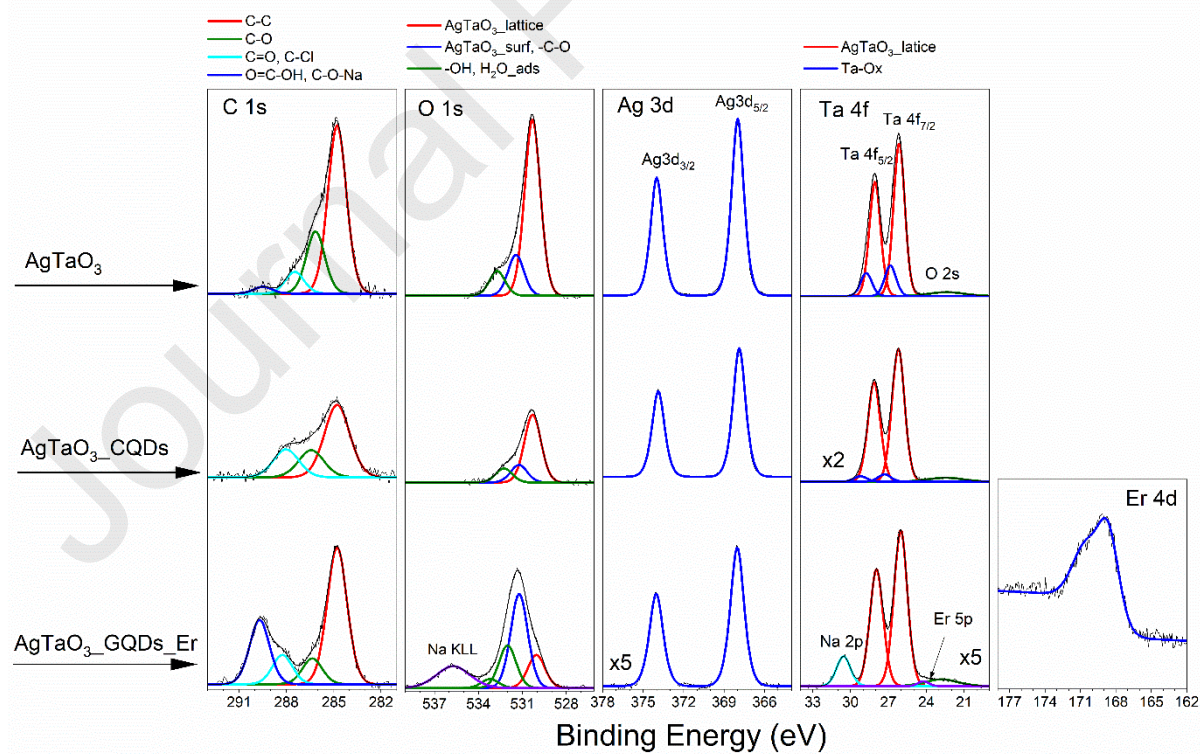 C-C
C-O
C=O, C-Cl
O=C-OH, C-O-Na
AgTaO₃_lattice
AgTaO₃_surf, -C-O
-OH, H₂O_ads
AgTaO₃_latice
Ta-Ox
C 1s
O 1s
Ag 3d
Ag3d₃/₂
Ag3d₅/₂
Ta 4f
Ta 4f₇/₂
Ta 4f₅/₂
O 2s
AgTaO₃
AgTaO₃_CQDs
x2
Er 4d
AgTaO₃_GQDs_Er
Na KLL
x5
Na 2p
Er 5p
x5
291 288 285 282
537 534 531 528
378 375 372 369 366
33 30 27 24 21
177 174 171 168 165 162
Binding Energy (eV)
Journal P